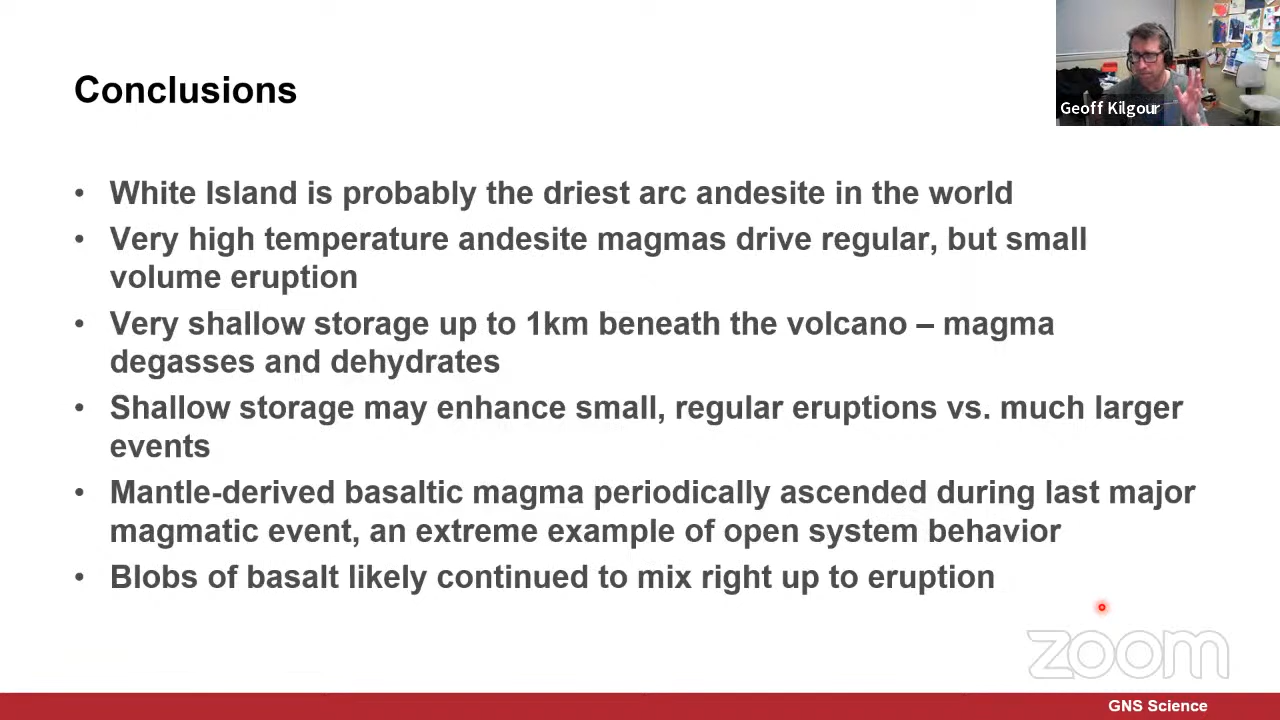 Conclusions
Geoff Kilgour
• White Island is probably the driest arc andesite in the world
• Very high temperature andesite magmas drive regular, but small
volume eruption
• Very shallow storage up to 1km beneath the volcano – magma
degasses and dehydrates
• Shallow storage may enhance small, regular eruptions vs. much larger
events
• Mantle-derived basaltic magma periodically ascended during last major
magmatic event, an extreme example of open system behavior
• Blobs of basalt likely continued to mix right up to eruption
zoom
GNS Science